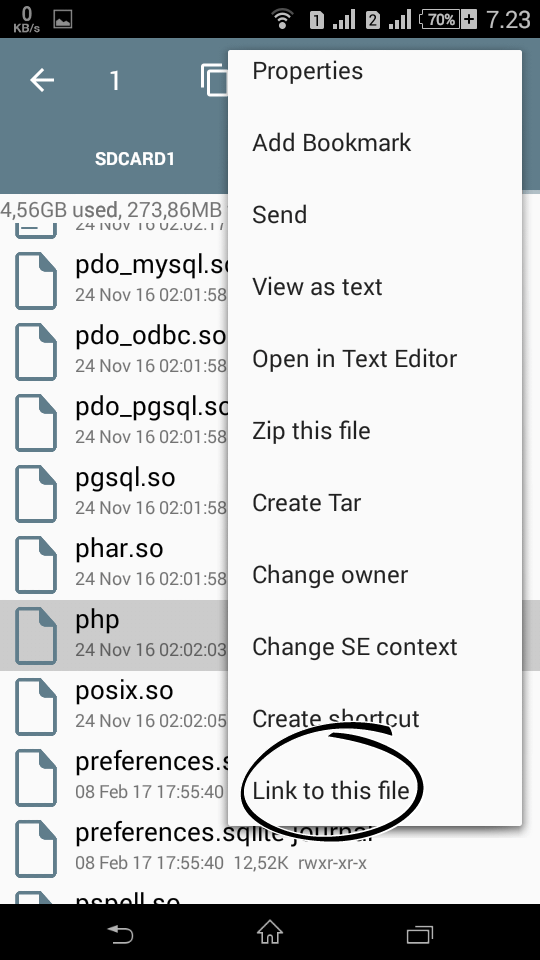 0
KB/s
1
2
70%
7.23
1
SDCARD1
4,56GB used, 273,86MB
24 Nov 16 02:02:17
pdo_mysql.so
24 Nov 16 02:01:58
pdo_odbc.so
24 Nov 16 02:01:58
pdo_pgsql.so
24 Nov 16 02:01:58
pgsql.so
24 Nov 16 02:01:58
phar.so
24 Nov 16 02:01:58
php
24 Nov 16 02:02:03
posix.so
24 Nov 16 02:02:05
preferences.s
08 Feb 17 17:55:40
preferences.sqlite-journal
08 Feb 17 17:55:40 12,52K rwxr-xr-x
pspell.so
Properties
Add Bookmark
Send
View as text
Open in Text Editor
Zip this file
Create Tar
Change owner
Change SE context
Create shortcut
Link to this file